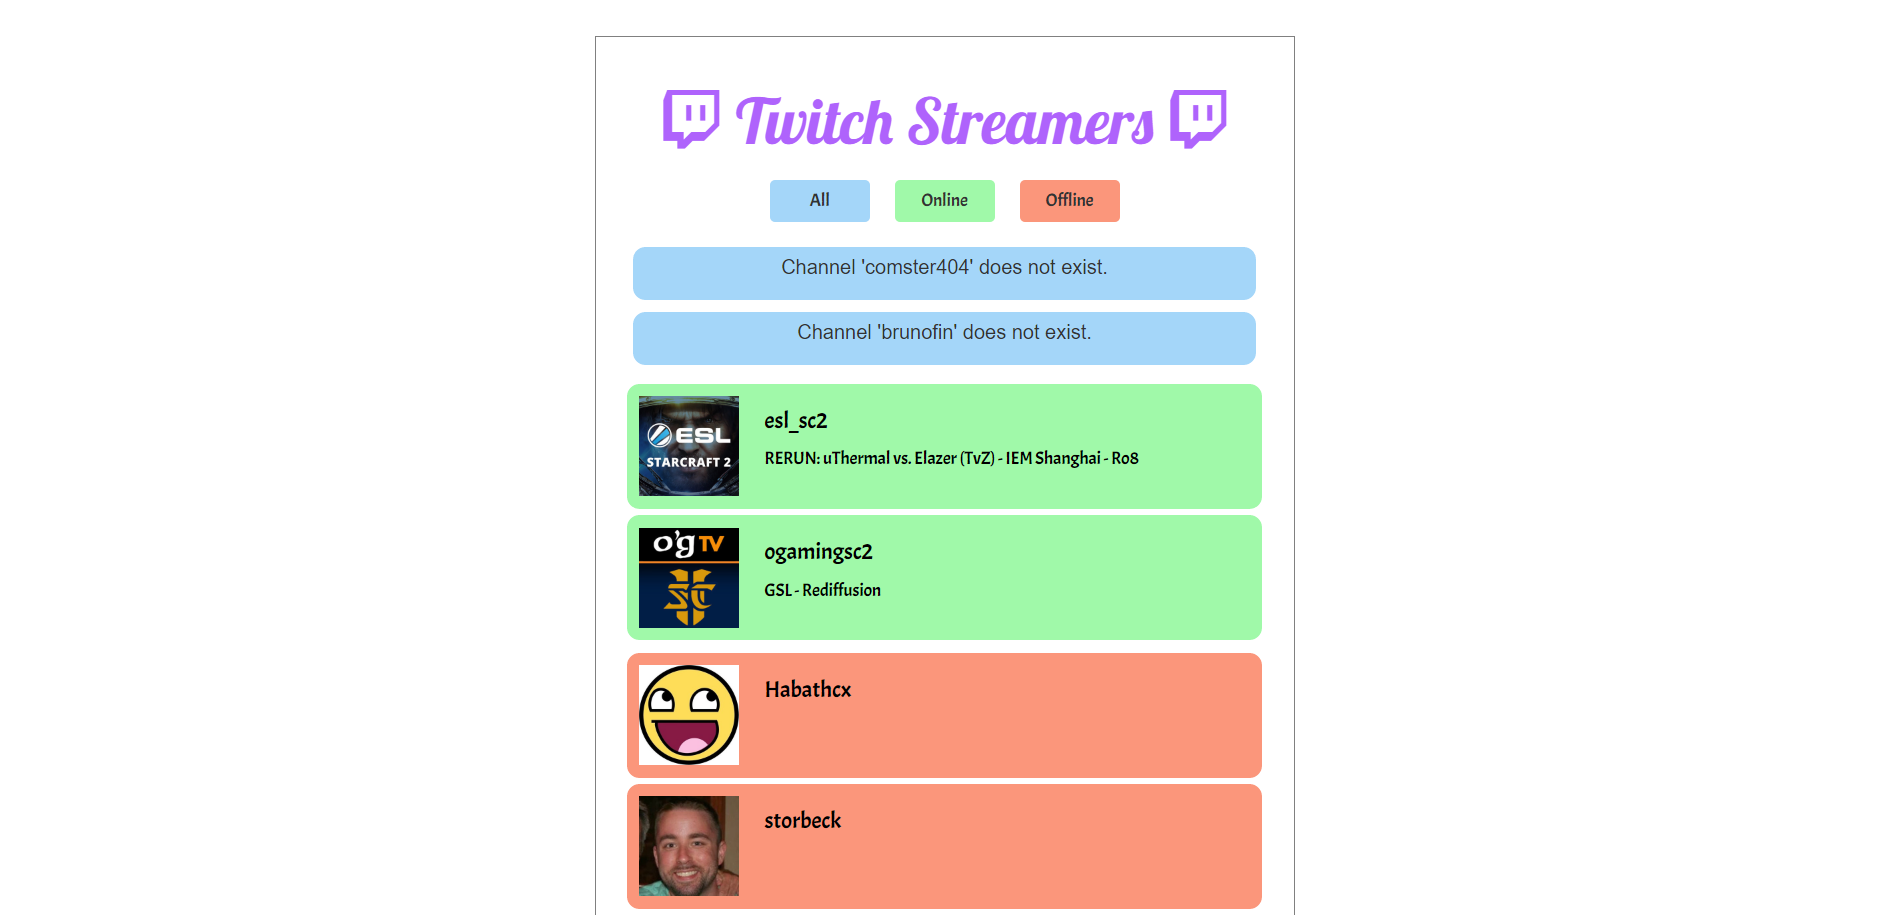 Twitch Streamers
All Online Offline
Channel 'comster404' does not exist.
Channel 'brunofin' does not exist.
ESL
STARCRAFT 2
esl_sc2
RERUN: uThermal vs. Elazer (TvZ) - IEM Shanghai - Ro8
o'g TV
SC
ogamingsc2
GSL - Rediffusion
Habathcx
storbeck